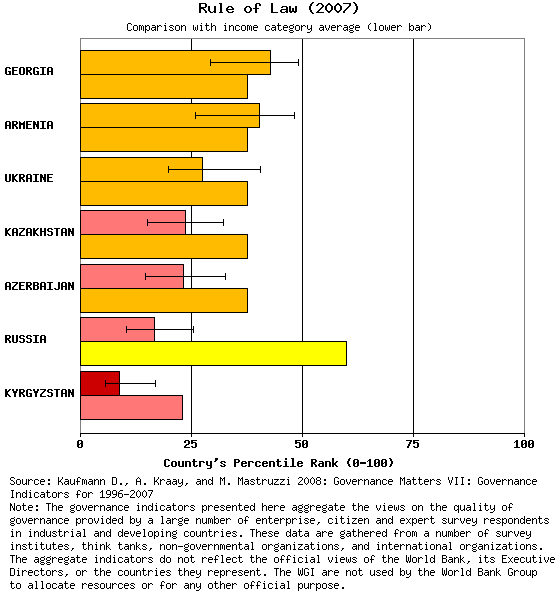 Rule of Law (2007)
Comparison with income category average (lower bar)
GEORGIA
ARMENIA
UKRAINE
KAZAKHSTAN
AZERBAIJAN
RUSSIA
KYRGYZSTAN
0 25 50 75 100
Country's Percentile Rank (0-100)
Source: Kaufmann D., A. Kraay, and M. Mastruzzi 2008: Governance Matters VII: Governance
Indicators for 1996-2007
Note: The governance indicators presented here aggregate the views on the quality of
governance provided by a large number of enterprise, citizen and expert survey respondents
in industrial and developing countries. These data are gathered from a number of survey
institutes, think tanks, non-governmental organizations, and international organizations.
The aggregate indicators do not reflect the official views of the World Bank, its Executive
Directors, or the countries they represent. The WGI are not used by the World Bank Group
to allocate resources or for any other official purpose.